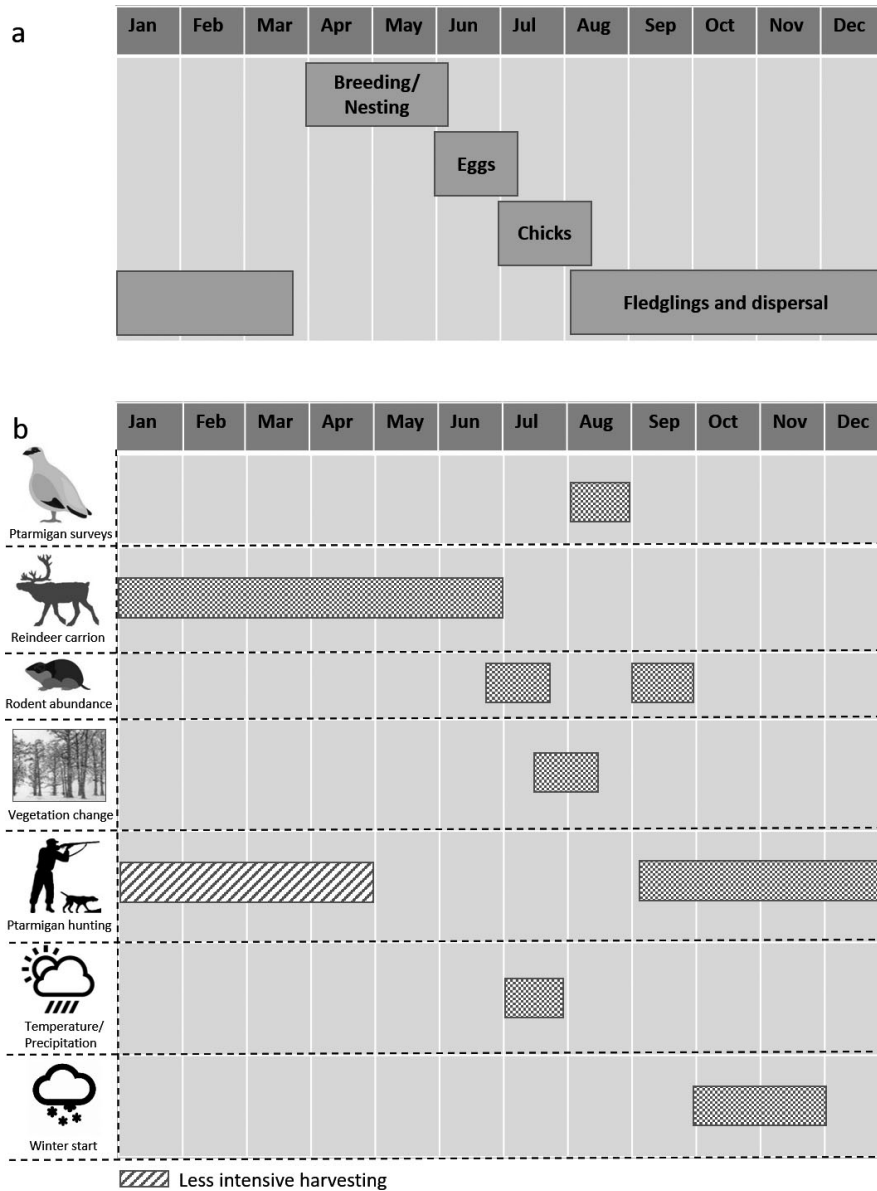 a
Jan Feb Mar Apr May Jun Jul Aug Sep Oct Nov Dec
Breeding/
Nesting
Eggs
Chicks
Fledglings and dispersal
b
Jan Feb Mar Apr May Jun Jul Aug Sep Oct Nov Dec
Ptarmigan surveys
Reindeer carrion
Rodent abundance
Vegetation change
Ptarmigan hunting
Temperature/
Precipitation
Winter start
Less intensive harvesting